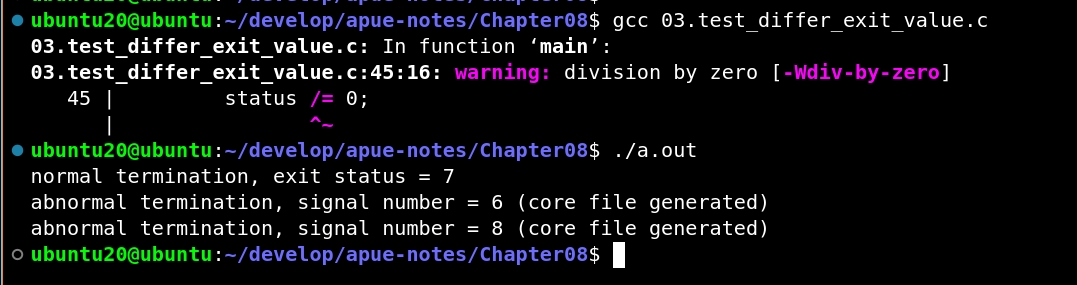 ubuntu20@ubuntu:~/develop/apue-notes/Chapter08$ gcc 03.test_differ_exit_value.c
03.test_differ_exit_value.c: In function ‘main’:
03.test_differ_exit_value.c:45:16: warning: division by zero [-Wdiv-by-zero]
   45 |         status /= 0;
      |                ^~
ubuntu20@ubuntu:~/develop/apue-notes/Chapter08$ ./a.out
normal termination, exit status = 7
abnormal termination, signal number = 6 (core file generated)
abnormal termination, signal number = 8 (core file generated)
ubuntu20@ubuntu:~/develop/apue-notes/Chapter08$